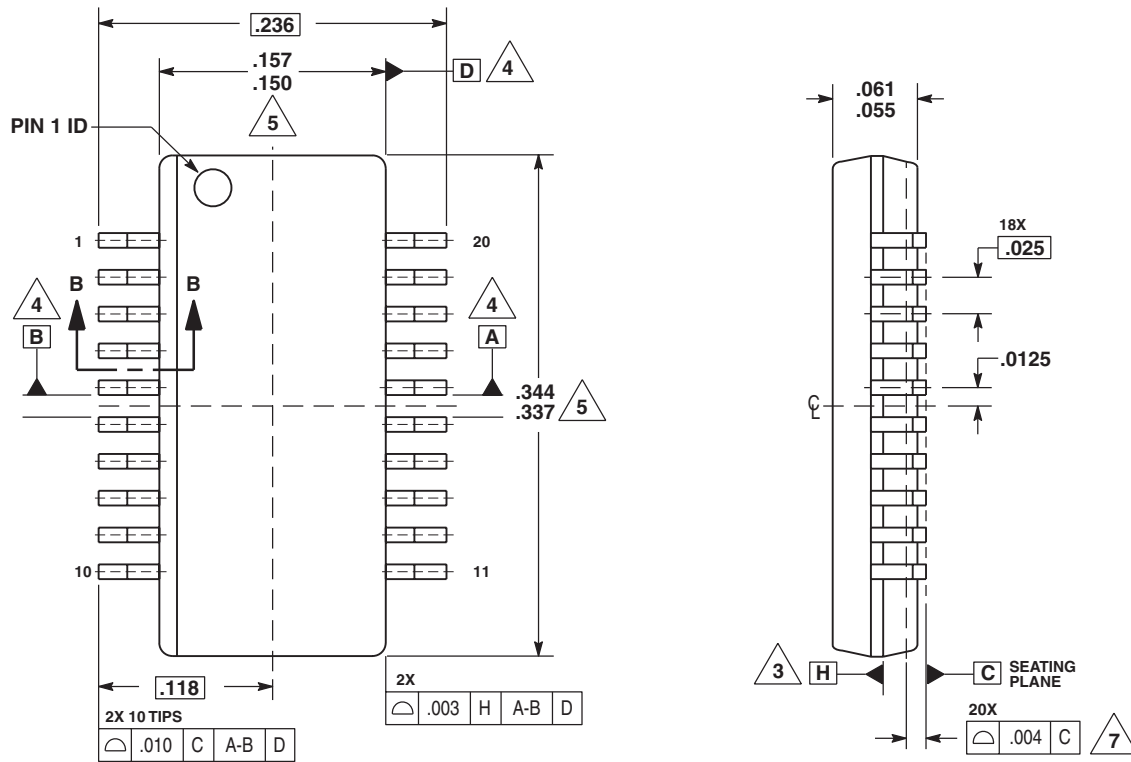 .236
.157
.150
D
4
5
PIN 1 ID
1
20
B
B
4
B
4
A
.344
.337
5
10
11
.118
2X 10 TIPS
⌓ .010 C A-B D
2X
⌓ .003 H A-B D
.061
.055
18X
.025
.0125
CL
3
H
C
SEATING
PLANE
20X
⌓ .004 C
7